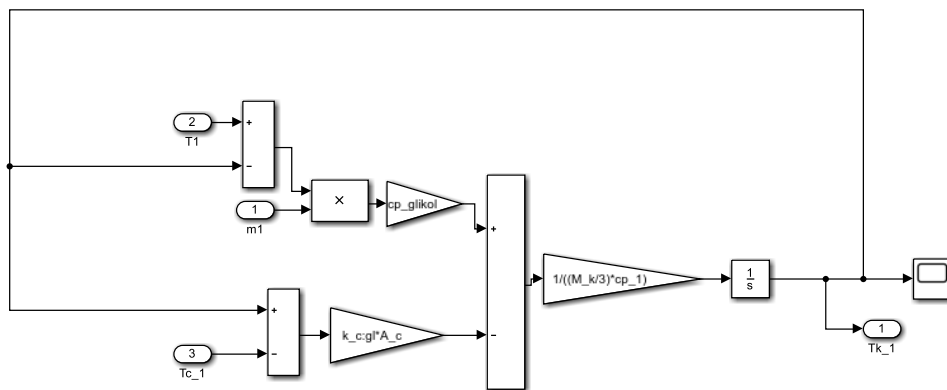 2
+
T1
−
×
cp_glikol
1
m1
+
−
1/((M_k/3)*cp_1)
1
s
+
k_c:gl*A_c
−
3
Tc_1
1
Tk_1